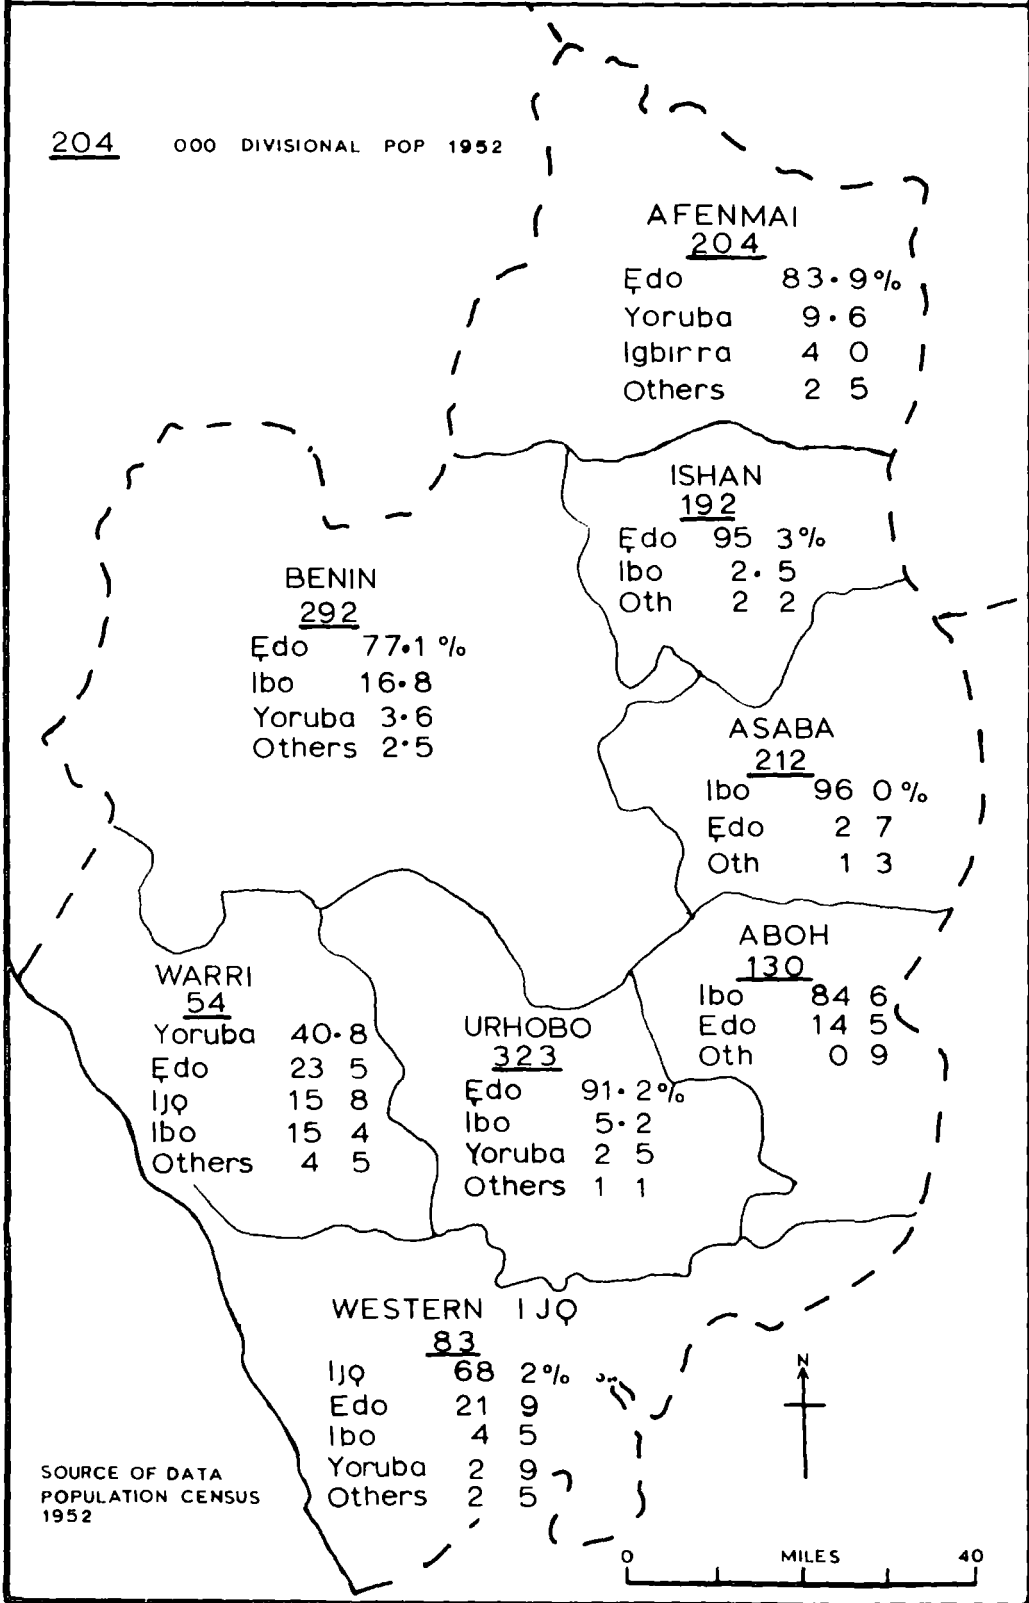 204 000 DIVISIONAL POP 1952
AFENMAI
204
Ẹdo 83·9%
Yoruba 9·6
Igbırra 4 0
Others 2 5
ISHAN
192
Ẹdo 95 3%
Ibo 2·5
Oth 2 2
BENIN
292
Ẹdo 77·1%
Ibo 16·8
Yoruba 3·6
Others 2·5
ASABA
212
Ibo 96 0%
Ẹdo 2 7
Oth 1 3
ABOH
130
Ibo 84 6
Edo 14 5
Oth 0 9
WARRI
54
Yoruba 40·8
Ẹdo 23 5
Ijọ 15 8
Ibo 15 4
Others 4 5
URHOBO
323
Ẹdo 91·2%
Ibo 5·2
Yoruba 2 5
Others 1 1
WESTERN IJỌ
83
Ijọ 68 2%
Edo 21 9
Ibo 4 5
Yoruba 2 9
Others 2 5
N
SOURCE OF DATA
POPULATION CENSUS
1952
0 MILES 40